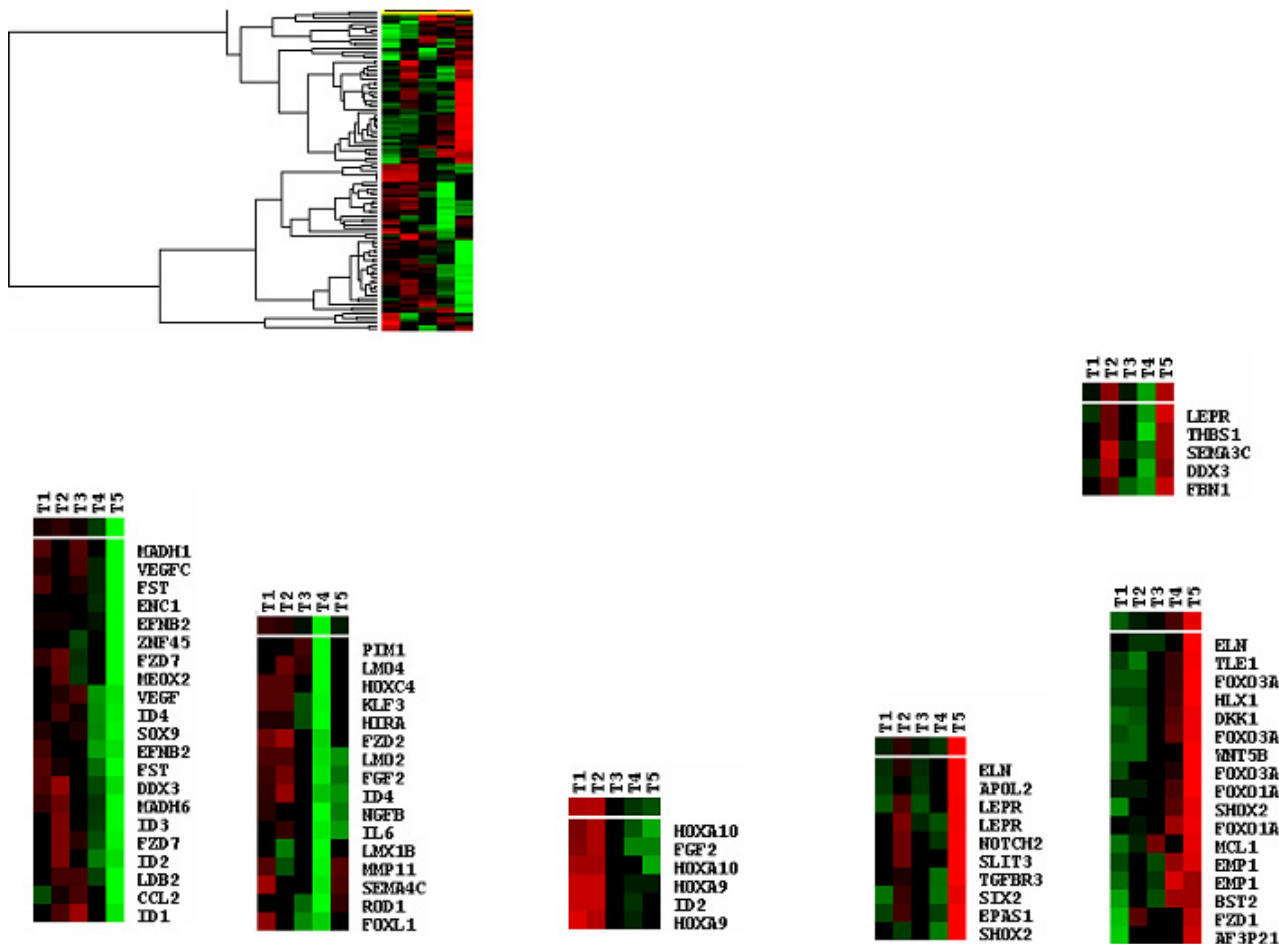 T1 T2 T3 T4 T5
LEPR
THBS1
SEMA3C
DDX3
FBN1
T1 T2 T3 T4 T5
MADH1
VEGFC
FST
ENC1
EFNB2
ZNF45
FZD7
MEOX2
VEGF
ID4
SOX9
EFNB2
FST
DDX3
MADH6
ID3
FZD7
ID2
LDB2
CCL2
ID1
T1 T2 T3 T4 T5
PIM1
LMO4
HOXC4
KLF3
HIRA
FZD2
LMO2
FGF2
ID4
NGFB
IL6
LMX1B
MMP11
SEMA4C
ROD1
FOXL1
T1 T2 T3 T4 T5
HOXA10
FGF2
HOXA10
HOXA9
ID2
HOXA9
T1 T2 T3 T4 T5
ELN
APOL2
LEPR
LEPR
NOTCH2
SLIT3
TGFBR3
SIX2
EPAS1
SHOX2
T1 T2 T3 T4 T5
ELN
TLE1
FOXO3A
HLX1
DKK1
FOXO3A
WNT5B
FOXO3A
FOXO1A
SHOX2
FOXO1A
MCL1
EMP1
EMP1
BST2
FZD1
AF3P21